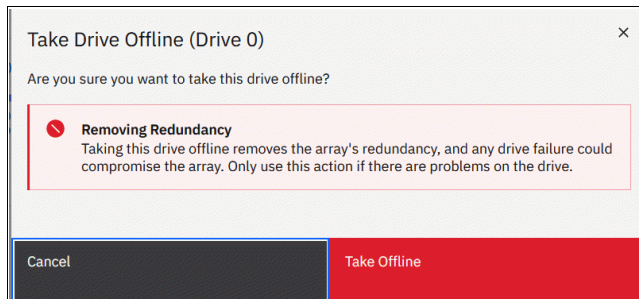 Take Drive Offline (Drive 0)
Are you sure you want to take this drive offline?
Removing Redundancy
Taking this drive offline removes the array's redundancy, and any drive failure could
compromise the array. Only use this action if there are problems on the drive.
Cancel
Take Offline